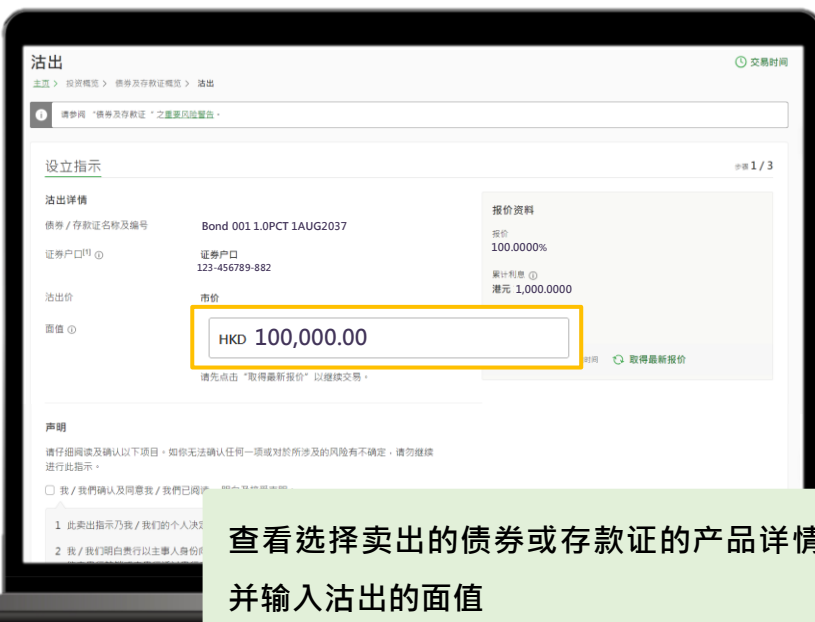 沽出
交易时间
主页 > 投资概览 > 债券及存款证概览 > 沽出
请参阅 “债券及存款证 ” 之重要风险警告。
设立指示
步骤 1 / 3
沽出详情
债券 / 存款证名称及编号 Bond 001 1.0PCT 1AUG2037
证券户口[1] 证券户口
123-456789-882
沽出价 市价
面值 HKD 100,000.00
请先点击 “取得最新报价” 以继续交易。
报价资料
报价
100.0000%
累计利息
港元 1,000.0000
时间 取得最新报价
声明
请仔细阅读及确认以下项目。如你无法确认任何一项或对於所涉及的风险有不确定，请勿继续
进行此指示。
我 / 我們确认及同意我 / 我們已阅读、明白及
1 此卖出指示乃我 / 我们的个人决定
2 我 / 我们明白贵行以主事人身份
查看选择卖出的债券或存款证的产品详情
并输入沽出的面值